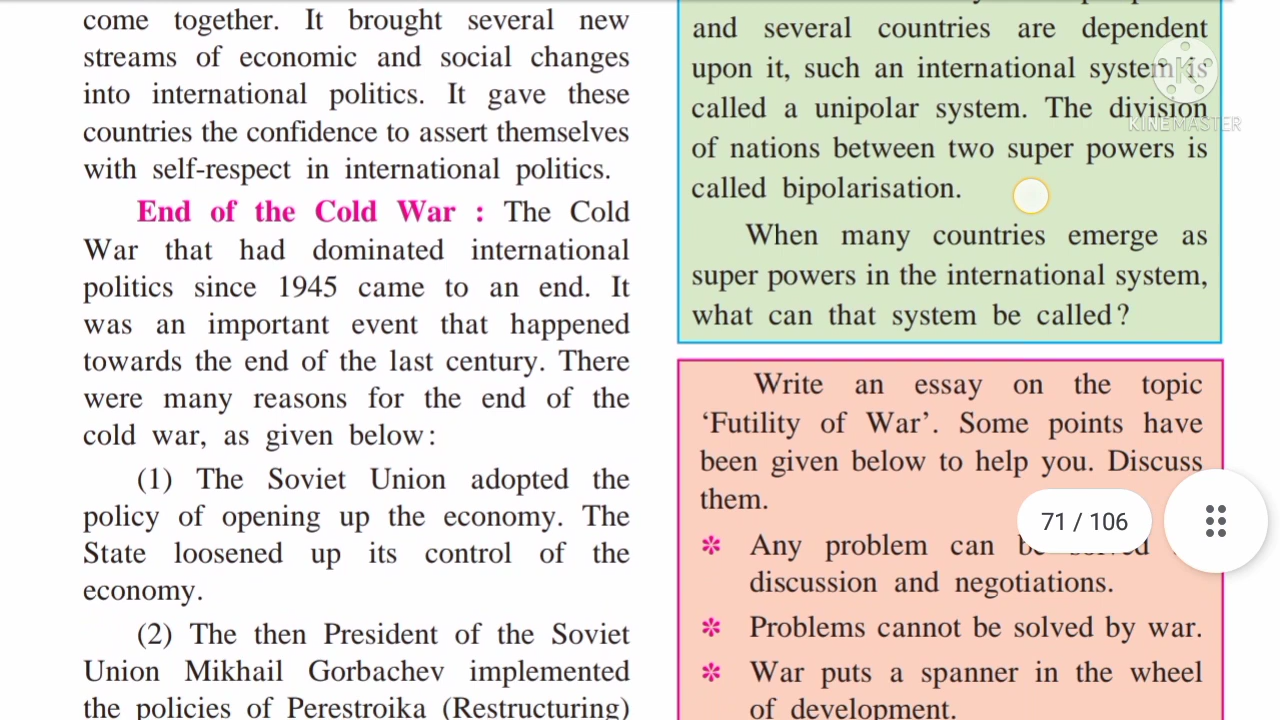 come together. It brought several new
streams of economic and social changes
into international politics. It gave these
countries the confidence to assert themselves
with self-respect in international politics.
End of the Cold War : The Cold
War that had dominated international
politics since 1945 came to an end. It
was an important event that happened
towards the end of the last century. There
were many reasons for the end of the
cold war, as given below:
(1) The Soviet Union adopted the
policy of opening up the economy. The
State loosened up its control of the
economy.
(2) The then President of the Soviet
Union Mikhail Gorbachev implemented
the policies of Perestroika (Restructuring)
and several countries are dependent
upon it, such an international system is
called a unipolar system. The division
of nations between two super powers is
called bipolarisation.
When many countries emerge as
super powers in the international system,
what can that system be called?
Write an essay on the topic
‘Futility of War’. Some points have
been given below to help you. Discuss
them.
* Any problem can
discussion and negotiations.
* Problems cannot be solved by war.
* War puts a spanner in the wheel
of development.
71 / 106
K
KINEMASTER